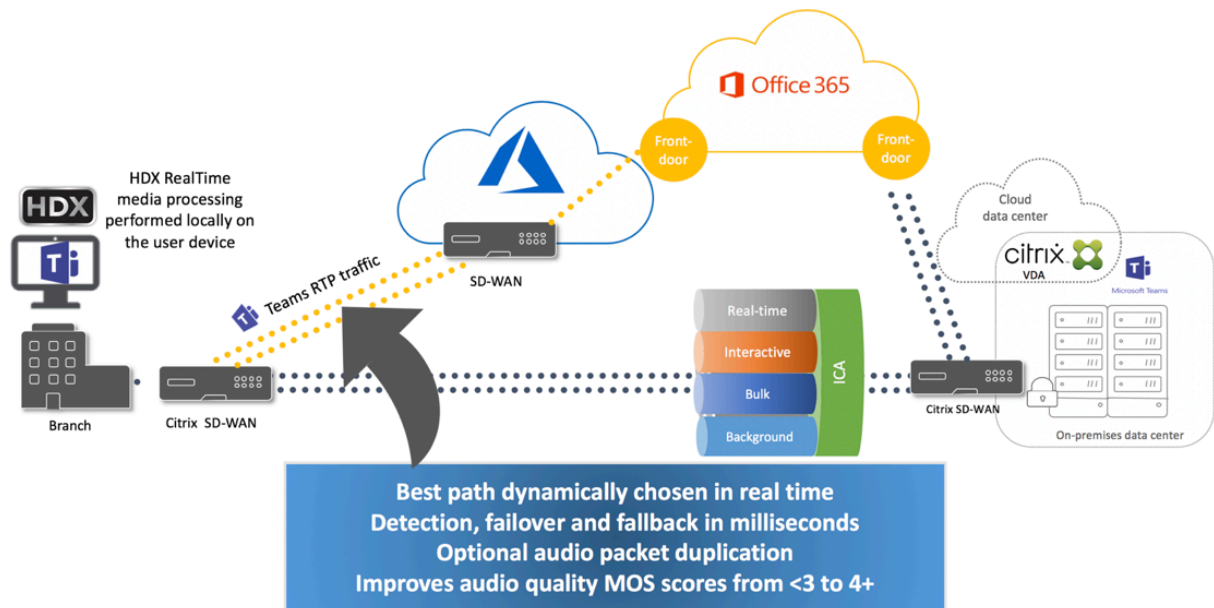 Office 365
Front-
door
Front-
door
HDX
HDX RealTime
media processing
performed locally on
the user device
T
SD-WAN
Teams RTP traffic
Cloud
data center
citrix
VDA
Microsoft Teams
Real-time
Interactive
Bulk
Background
ICA
Branch
Citrix SD-WAN
Citrix SD-WAN
On-premises data center
Best path dynamically chosen in real time
Detection, failover and fallback in milliseconds
Optional audio packet duplication
Improves audio quality MOS scores from <3 to 4+